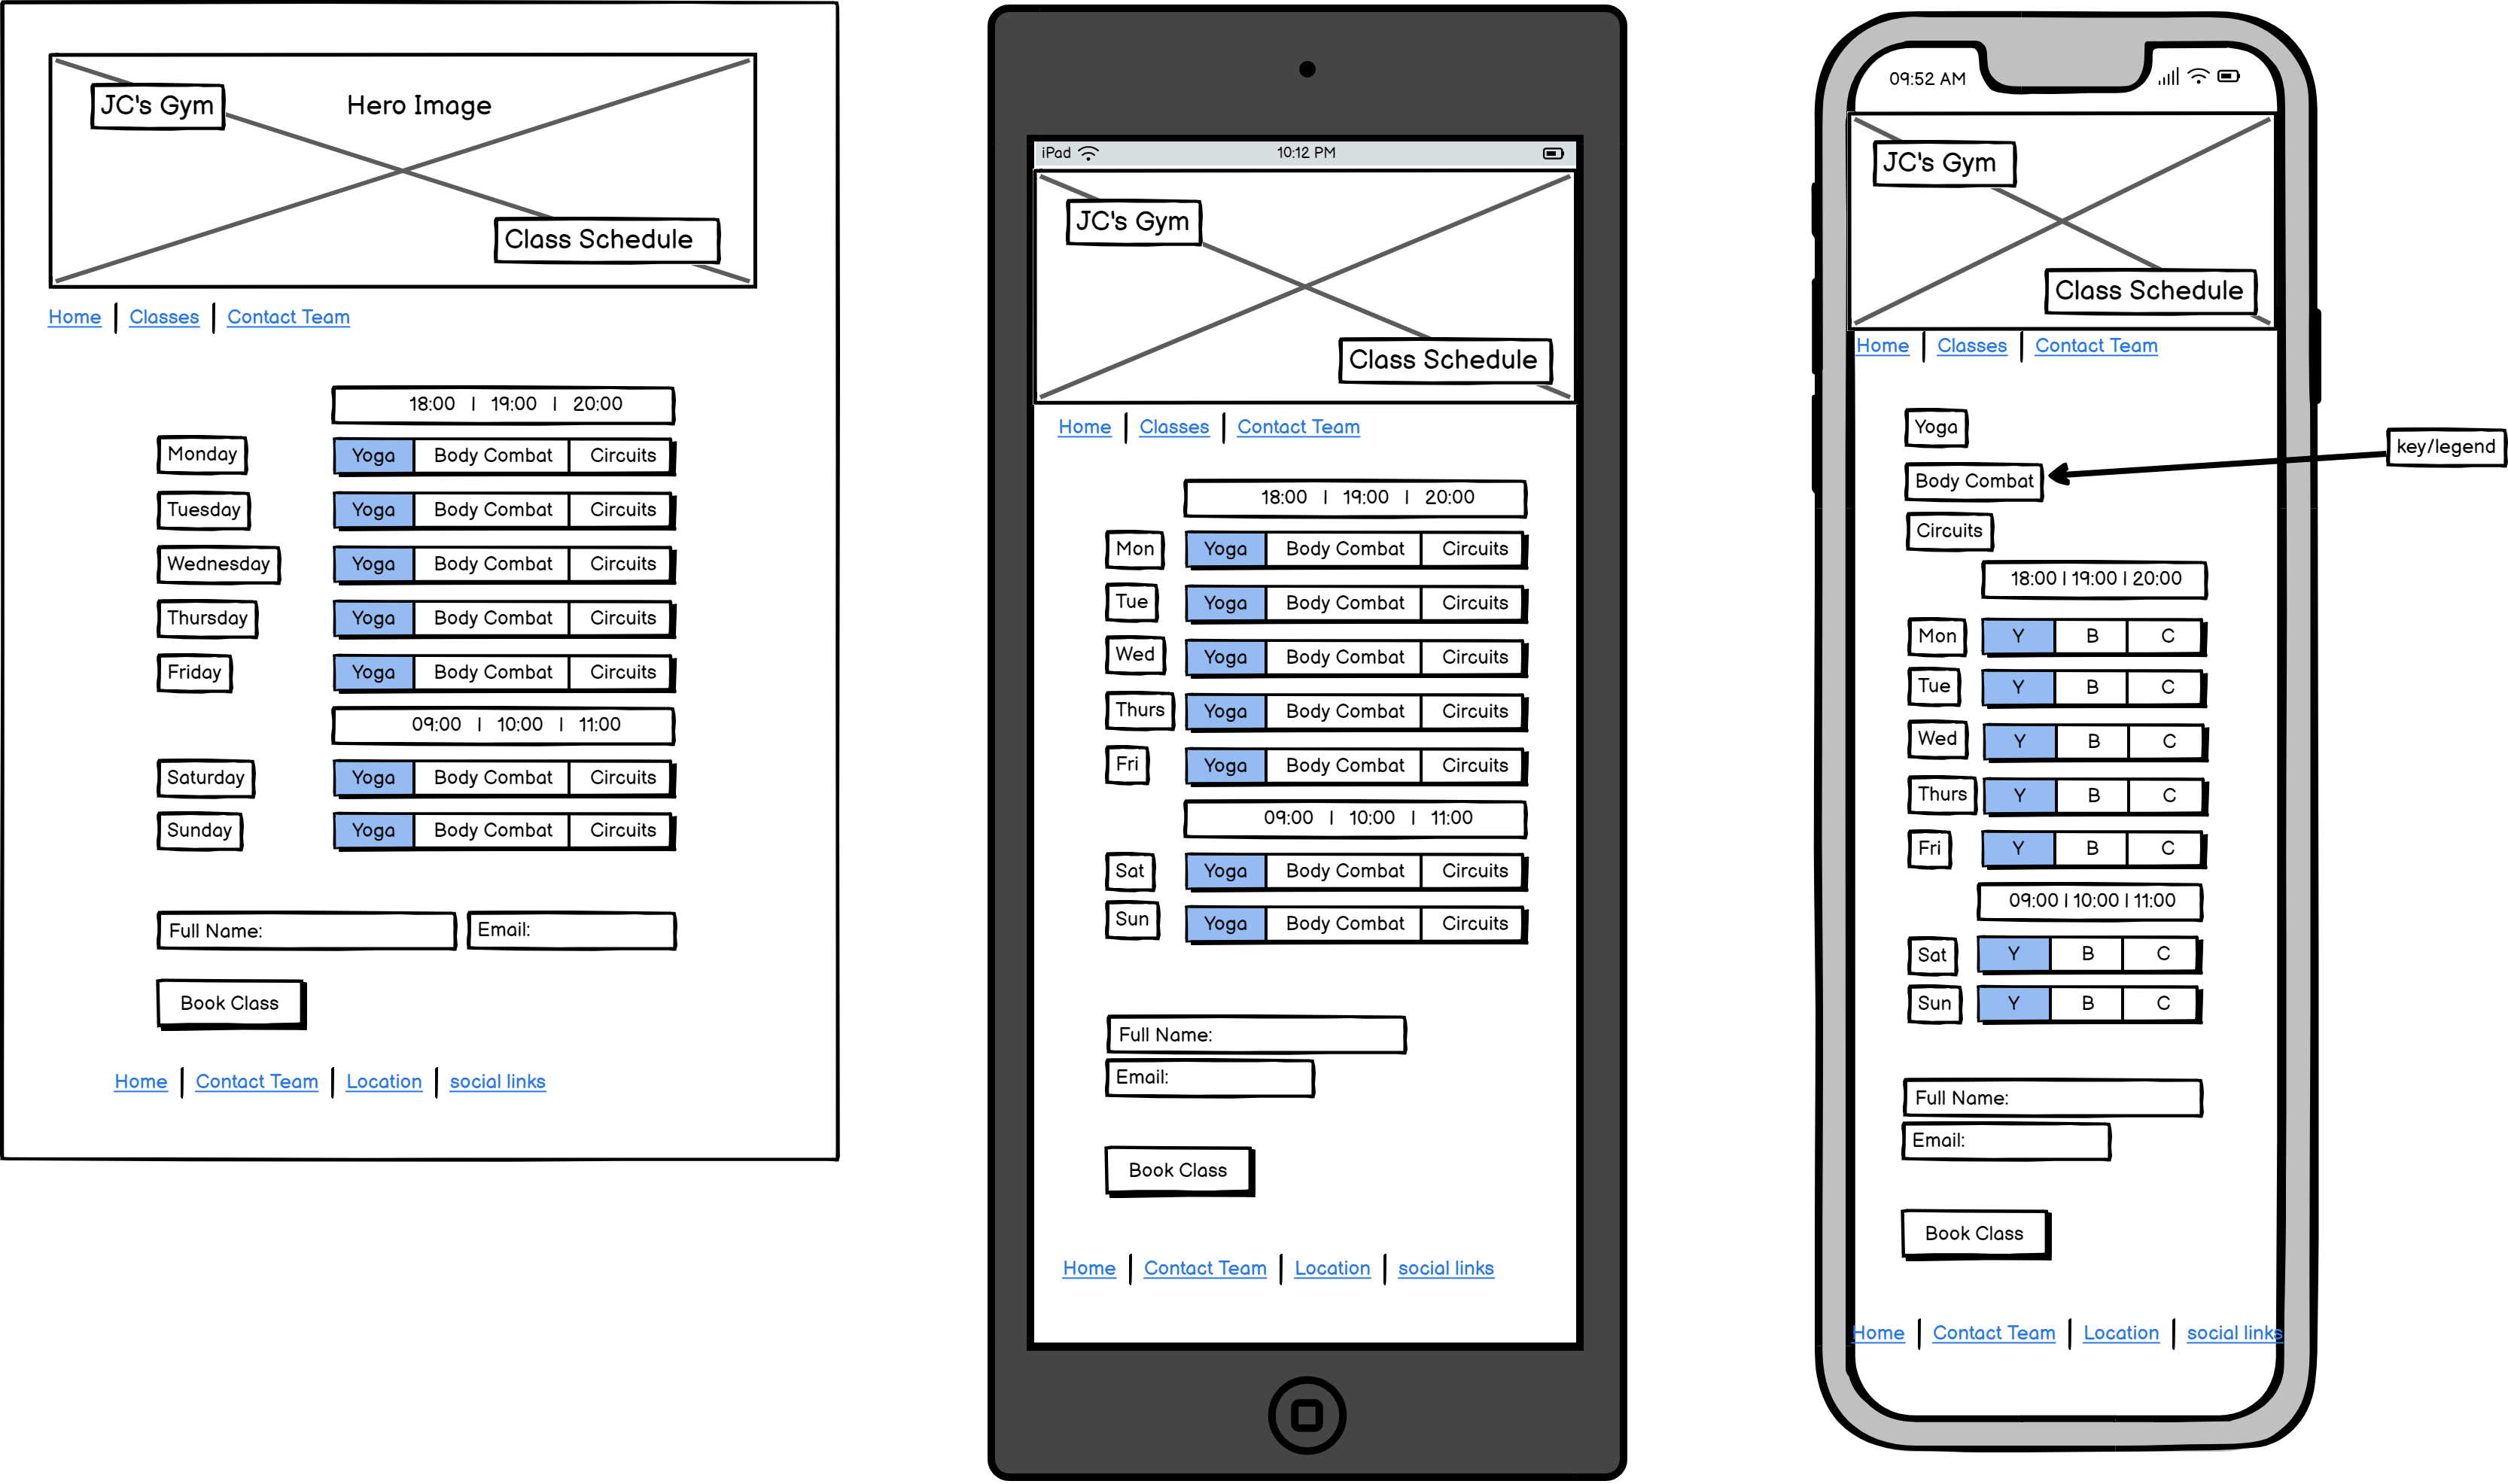 JC's Gym
Hero Image
Class Schedule
Home | Classes | Contact Team
18:00 | 19:00 | 20:00
Monday Yoga Body Combat Circuits
Tuesday Yoga Body Combat Circuits
Wednesday Yoga Body Combat Circuits
Thursday Yoga Body Combat Circuits
Friday Yoga Body Combat Circuits
09:00 | 10:00 | 11:00
Saturday Yoga Body Combat Circuits
Sunday Yoga Body Combat Circuits
Full Name: Email:
Book Class
Home | Contact Team | Location | social links
iPad 10:12 PM
JC's Gym
Class Schedule
Home | Classes | Contact Team
18:00 | 19:00 | 20:00
Mon Yoga Body Combat Circuits
Tue Yoga Body Combat Circuits
Wed Yoga Body Combat Circuits
Thurs Yoga Body Combat Circuits
Fri Yoga Body Combat Circuits
09:00 | 10:00 | 11:00
Sat Yoga Body Combat Circuits
Sun Yoga Body Combat Circuits
Full Name:
Email:
Book Class
Home | Contact Team | Location | social links
09:52 AM
JC's Gym
Class Schedule
Home | Classes | Contact Team
Yoga
key/legend
Body Combat
Circuits
18:00 | 19:00 | 20:00
Mon Y B C
Tue Y B C
Wed Y B C
Thurs Y B C
Fri Y B C
09:00 | 10:00 | 11:00
Sat Y B C
Sun Y B C
Full Name:
Email:
Book Class
Home | Contact Team | Location | social links